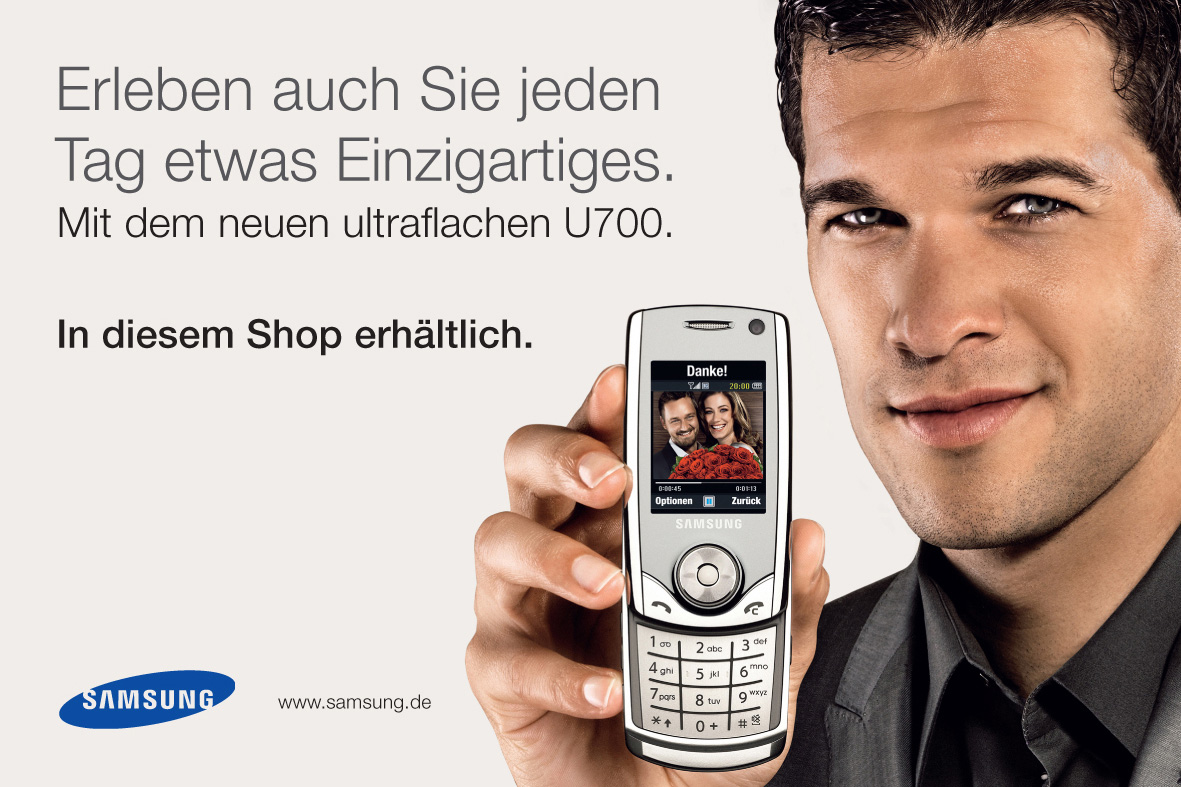 Erleben auch Sie jeden
Tag etwas Einzigartiges.
Mit dem neuen ultraflachen U700.
In diesem Shop erhältlich.
Danke!
20:00
0:00:45 0:01:13
Optionen Zurück
SAMSUNG
C
1 2 abc 3 def
4 ghi 5 jkl 6 mno
7 pqrs 8 tuv 9 wxyz
* 0 + #
SAMSUNG
www.samsung.de